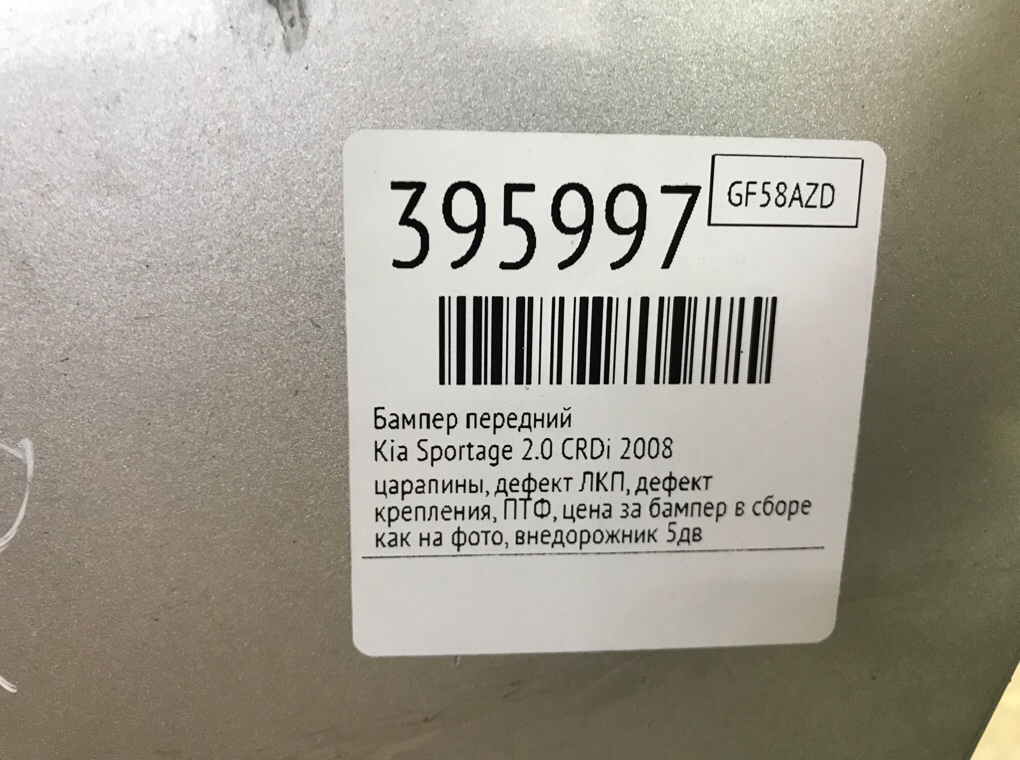 395997
GF58AZD
Бампер передний
Kia Sportage 2.0 CRDi 2008
царапины, дефект ЛКП, дефект
крепления, ПТФ, цена за бампер в сборе
как на фото, внедорожник 5дв